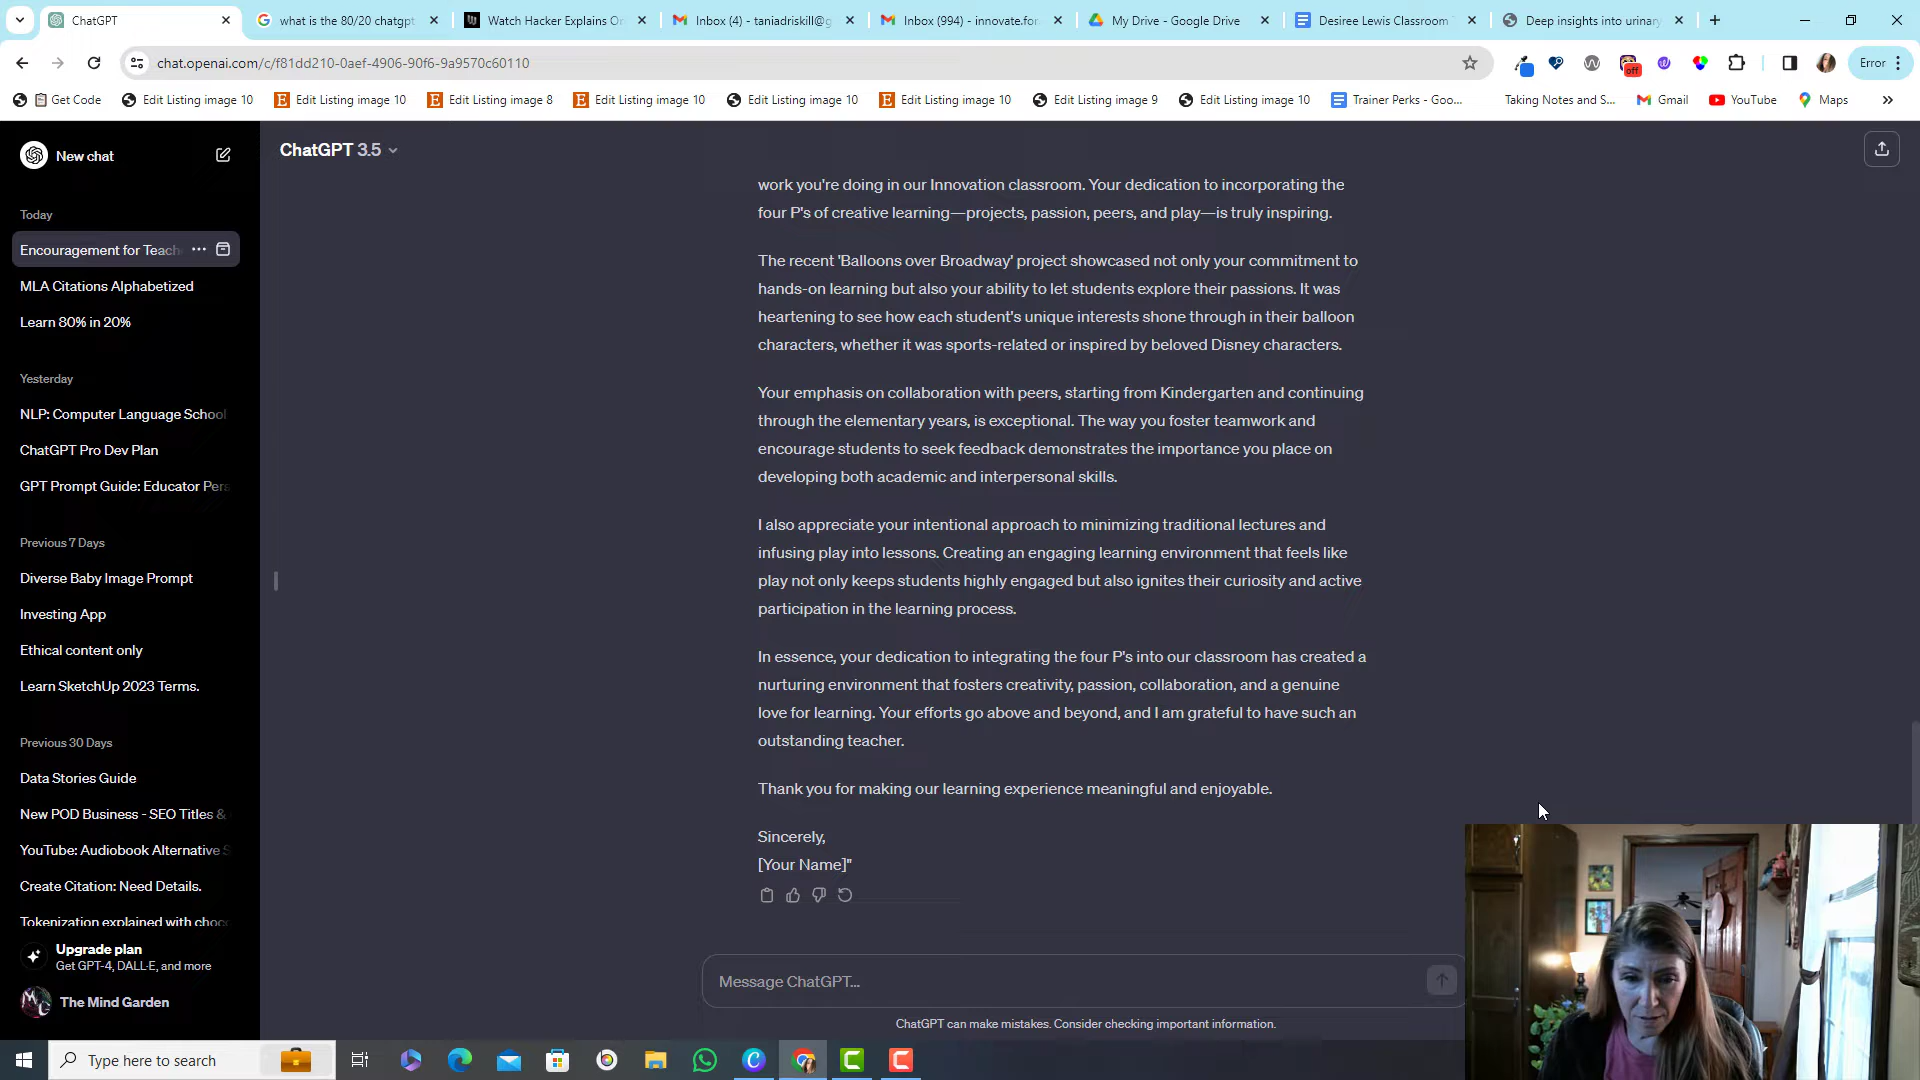 ChatGPT
what is the 80/20 chatgpt
Watch Hacker Explains On
Inbox (4) - taniadriskill@g
Inbox (994) - innovate.for
My Drive - Google Drive
Desiree Lewis Classroom
Deep insights into urinary
chat.openai.com/c/f81dd210-0aef-4906-90f6-9a9570c60110
off
Error
Get Code
Edit Listing image 10
Edit Listing image 10
Edit Listing image 8
Edit Listing image 10
Edit Listing image 10
Edit Listing image 10
Edit Listing image 9
Edit Listing image 10
Trainer Perks - Goo...
Taking Notes and S...
Gmail
YouTube
Maps
New chat
Today
Encouragement for Teach
MLA Citations Alphabetized
Learn 80% in 20%
Yesterday
NLP: Computer Language School
ChatGPT Pro Dev Plan
GPT Prompt Guide: Educator Pers
Previous 7 Days
Diverse Baby Image Prompt
Investing App
Ethical content only
Learn SketchUp 2023 Terms.
Previous 30 Days
Data Stories Guide
New POD Business - SEO Titles &
YouTube: Audiobook Alternative S
Create Citation: Need Details.
Tokenization explained with choc
Upgrade plan
Get GPT-4, DALL·E, and more
The Mind Garden
ChatGPT 3.5
work you're doing in our Innovation classroom. Your dedication to incorporating the
four P's of creative learning—projects, passion, peers, and play—is truly inspiring.
The recent 'Balloons over Broadway' project showcased not only your commitment to
hands-on learning but also your ability to let students explore their passions. It was
heartening to see how each student's unique interests shone through in their balloon
characters, whether it was sports-related or inspired by beloved Disney characters.
Your emphasis on collaboration with peers, starting from Kindergarten and continuing
through the elementary years, is exceptional. The way you foster teamwork and
encourage students to seek feedback demonstrates the importance you place on
developing both academic and interpersonal skills.
I also appreciate your intentional approach to minimizing traditional lectures and
infusing play into lessons. Creating an engaging learning environment that feels like
play not only keeps students highly engaged but also ignites their curiosity and active
participation in the learning process.
In essence, your dedication to integrating the four P's into our classroom has created a
nurturing environment that fosters creativity, passion, collaboration, and a genuine
love for learning. Your efforts go above and beyond, and I am grateful to have such an
outstanding teacher.
Thank you for making our learning experience meaningful and enjoyable.
Sincerely,
[Your Name]"
Message ChatGPT...
ChatGPT can make mistakes. Consider checking important information.
Type here to search